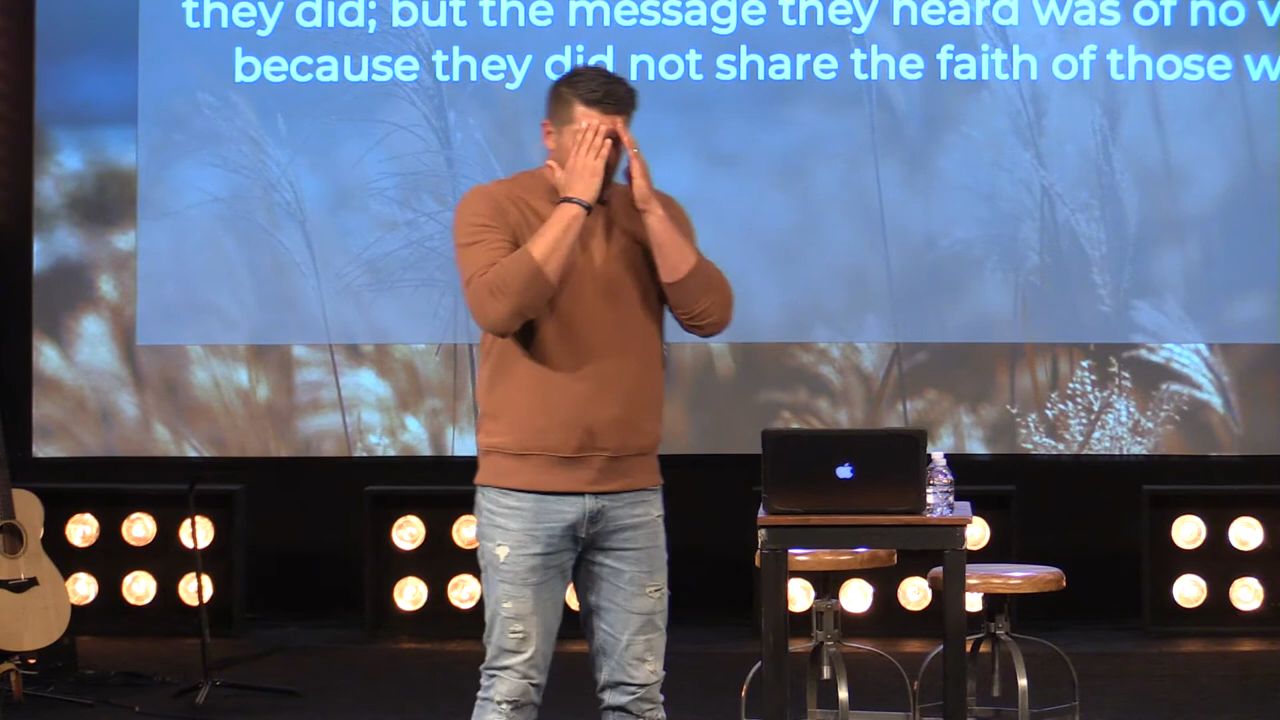 they did; but the message they heard was of no
because they did not share the faith of those